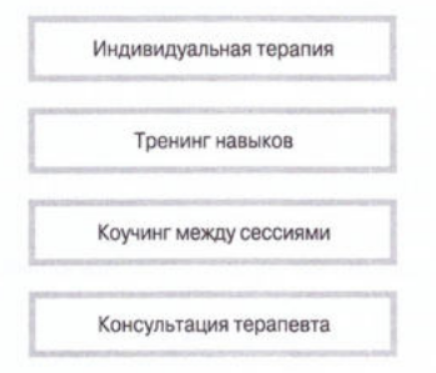 Индивидуальная терапия
Тренинг навыков
Коучинг между сессиями
Консультация терапевта